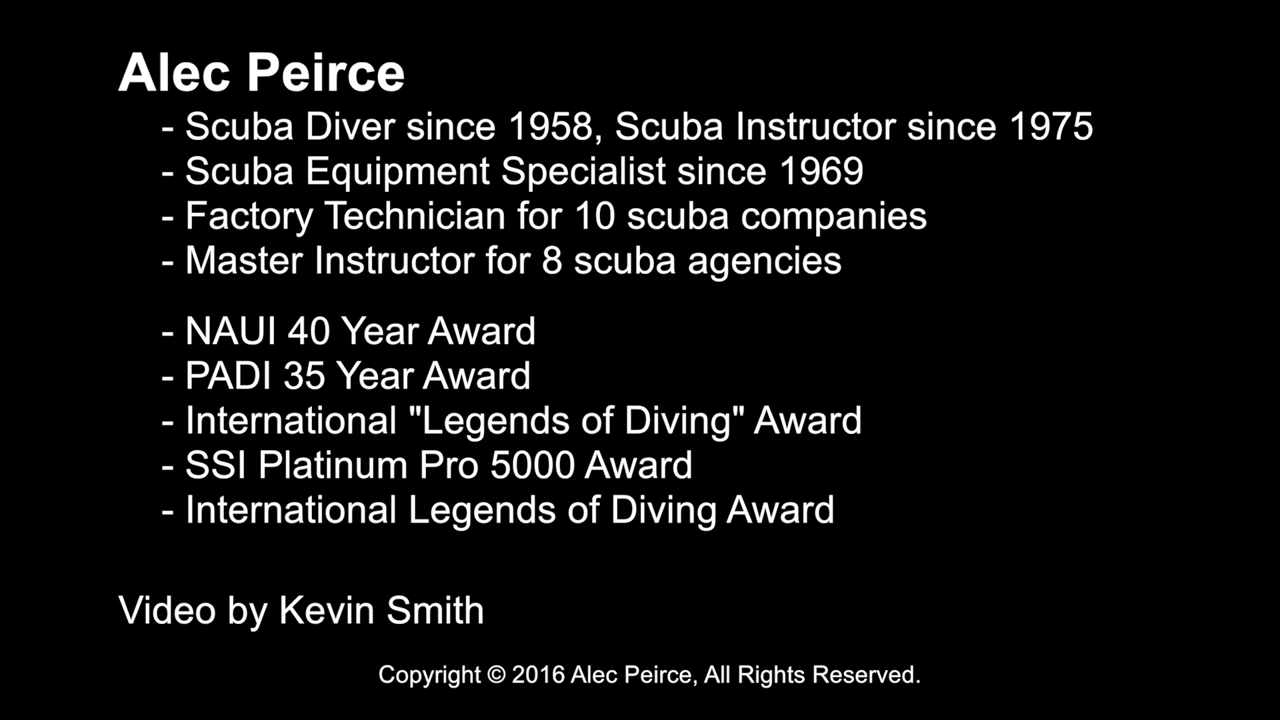 Alec Peirce
- Scuba Diver since 1958, Scuba Instructor since 1975
- Scuba Equipment Specialist since 1969
- Factory Technician for 10 scuba companies
- Master Instructor for 8 scuba agencies
- NAUI 40 Year Award
- PADI 35 Year Award
- International "Legends of Diving" Award
- SSI Platinum Pro 5000 Award
- International Legends of Diving Award
Video by Kevin Smith
Copyright © 2016 Alec Peirce, All Rights Reserved.